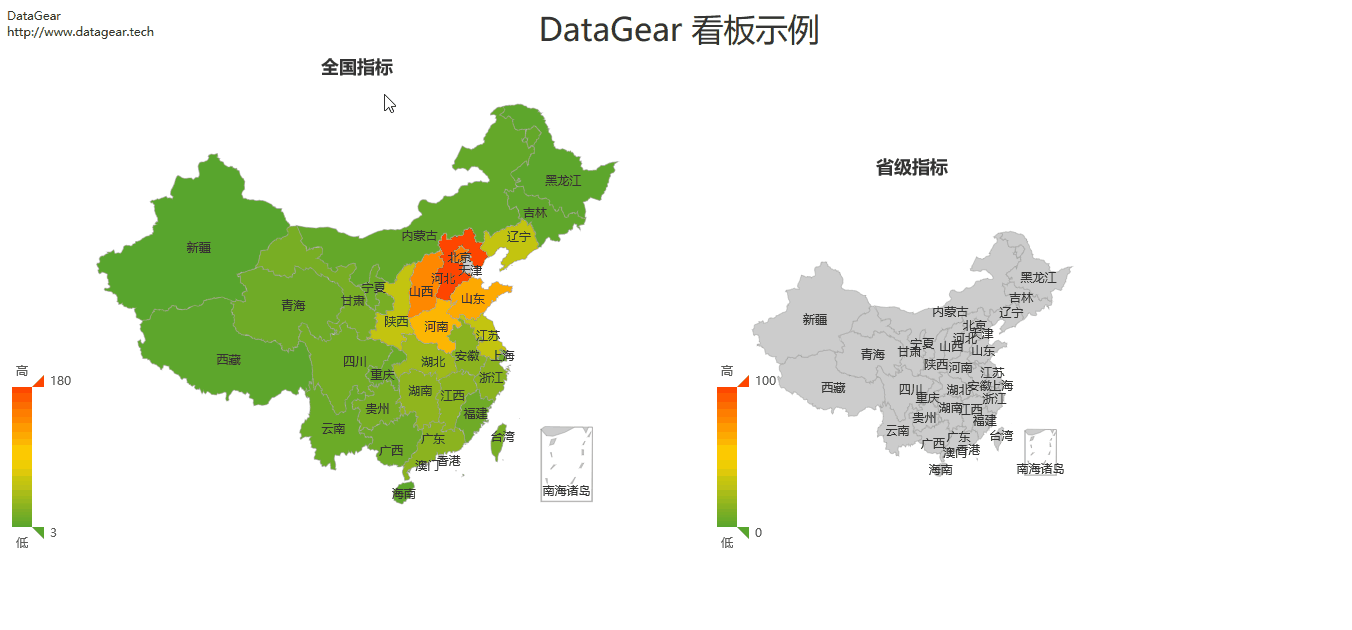 DataGear
http://www.datagear.tech
DataGear 看板示例
全国指标
黑龙江
吉林
辽宁
内蒙古
新疆
北京
天津
河北
宁夏
山西
山东
青海
甘肃
陕西
河南
江苏
西藏
四川
湖北
安徽
上海
重庆
浙江
湖南
江西
贵州
福建
云南
广东
台湾
广西
澳门
香港
海南
南海诸岛
高
180
3
低
省级指标
黑龙江
吉林
内蒙古
辽宁
新疆
北京
天津
河北
宁夏
山西
甘肃
山东
青海
陕西
河南
江苏
西藏
四川
湖北
安徽
上海
重庆
浙江
湖南
江西
贵州
福建
云南
广东
台湾
广西
澳门
香港
海南
南海诸岛
高
100
0
低